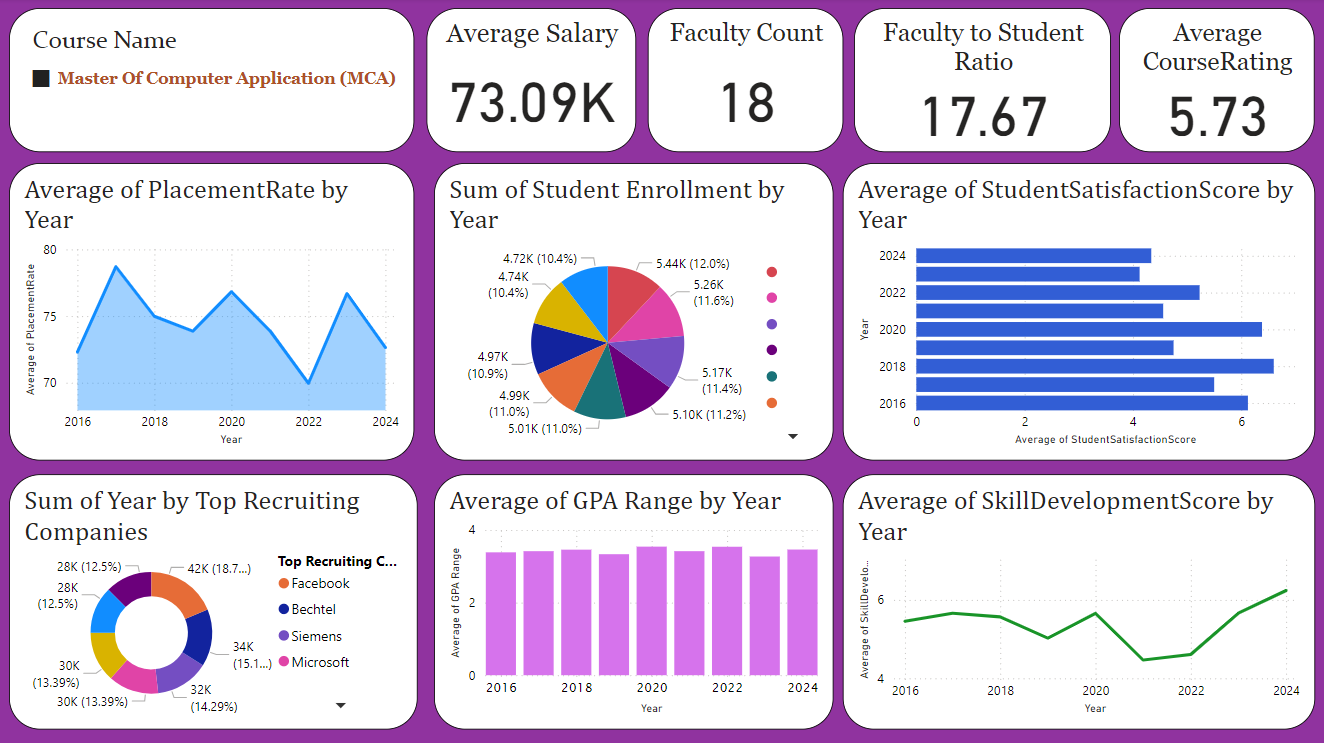 Course Name
Master Of Computer Application (MCA)
Average Salary
73.09K
Faculty Count
18
Faculty to Student
Ratio
17.67
Average
CourseRating
5.73
Average of PlacementRate by
Year
Average of PlacementRate
80
75
70
2016
2018
2020
2022
2024
Year
Sum of Student Enrollment by
Year
4.72K (10.4%)
5.44K (12.0%)
4.74K
(10.4%)
5.26K
(11.6%)
4.97K
(10.9%)
5.17K
(11.4%)
4.99K
(11.0%)
5.10K (11.2%)
5.01K (11.0%)
Average of StudentSatisfactionScore by
Year
Year
2024
2022
2020
2018
2016
0
2
4
6
Average of StudentSatisfactionScore
Sum of Year by Top Recruiting
Companies
28K (12.5%)
42K (18.7...)
28K
(12.5%)
34K
(15.1...)
30K
(13.39%)
30K (13.39%)
32K
(14.29%)
Top Recruiting C...
Facebook
Bechtel
Siemens
Microsoft
Average of GPA Range by Year
Average of GPA Range
4
2
0
2016
2018
2020
2022
2024
Year
Average of SkillDevelopmentScore by
Year
Average of SkillDevelo...
6
4
2016
2018
2020
2022
2024
Year